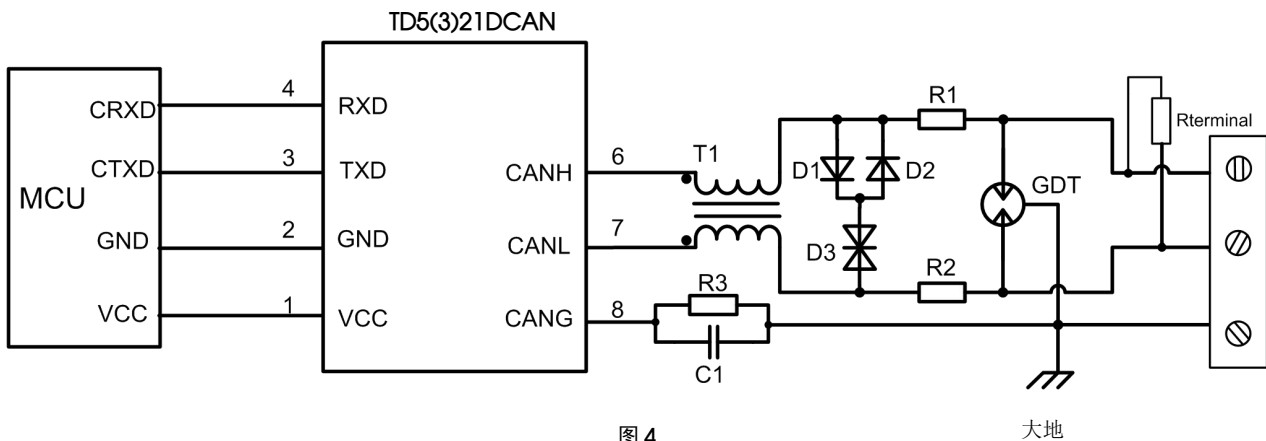 TD5(3)21DCAN
MCU
CRXD
CTXD
GND
VCC
4
3
2
1
RXD
TXD
GND
VCC
CANH
CANL
CANG
6
7
8
T1
D1
D2
D3
R1
R2
R3
C1
GDT
Rterminal
大地
图 4